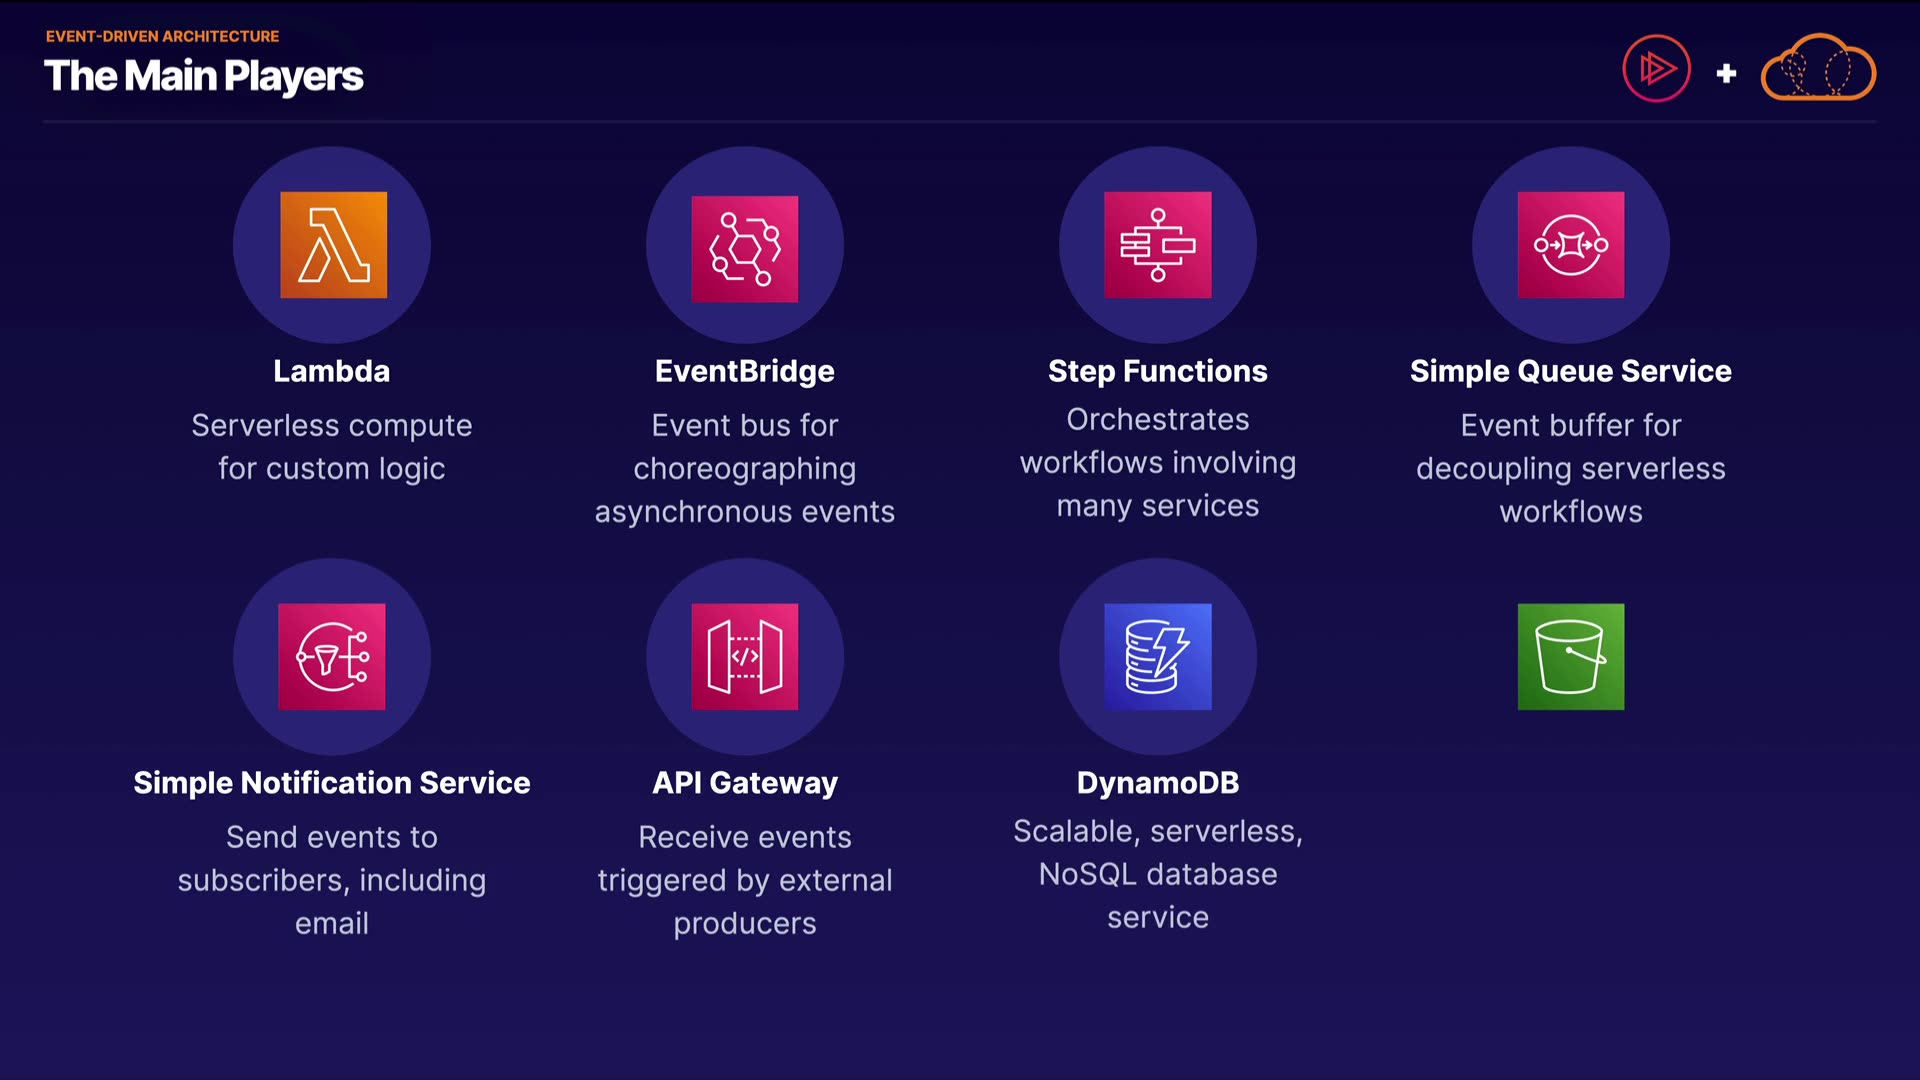 EVENT-DRIVEN ARCHITECTURE
The Main Players
Lambda
Serverless compute
for custom logic
EventBridge
Event bus for
choreographing
asynchronous events
Step Functions
Orchestrates
workflows involving
many services
Simple Queue Service
Event buffer for
decoupling serverless
workflows
Simple Notification Service
Send events to
subscribers, including
email
API Gateway
Receive events
triggered by external
producers
DynamoDB
Scalable, serverless,
NoSQL database
service